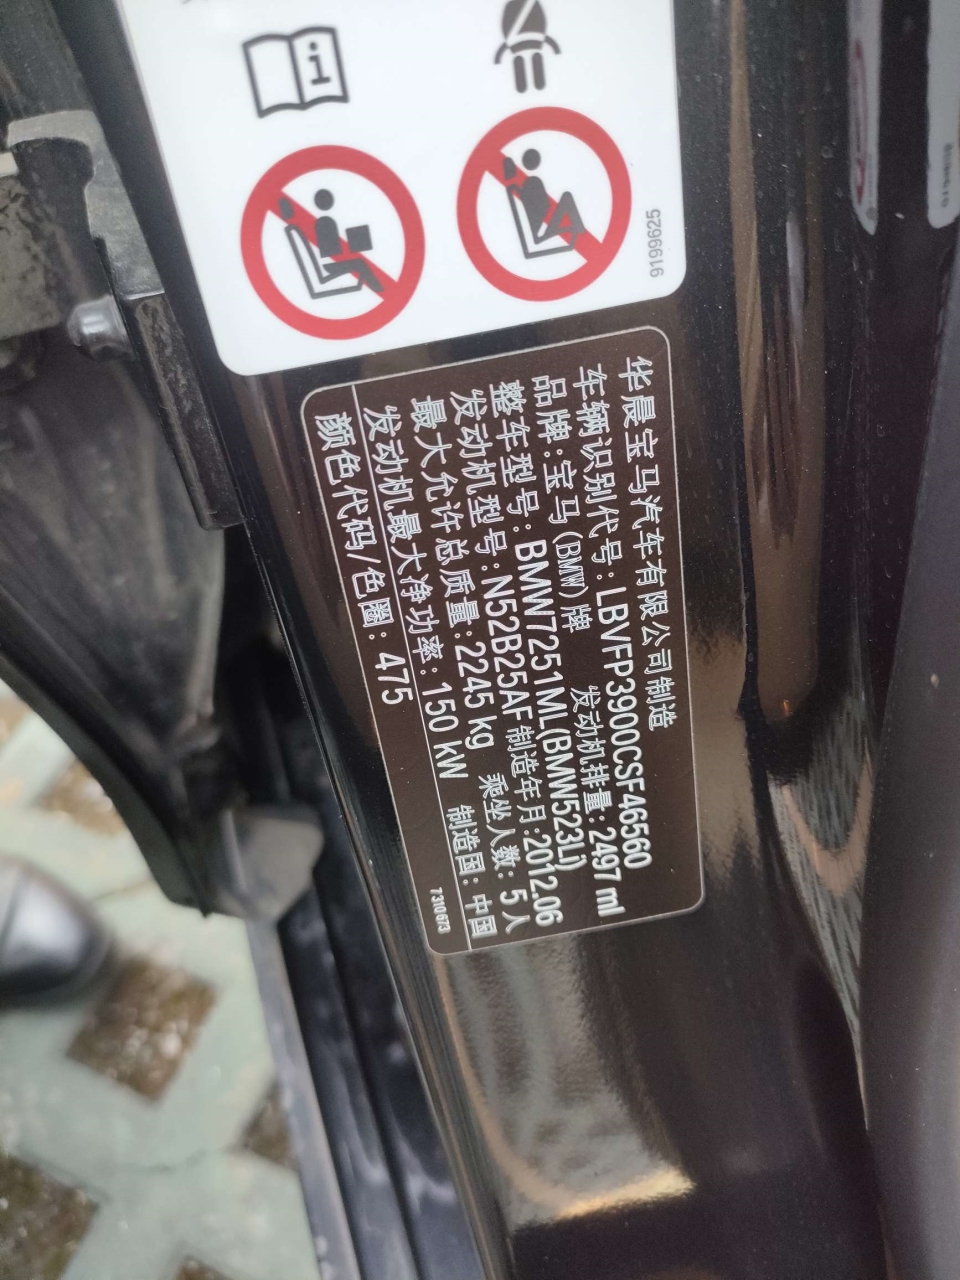 i
9199625
华晨宝马汽车有限公司制造
车辆识别代号:LBVFP3900CSF46560
品牌:宝马(BMW)牌 发动机排量:2497 ml
整车型号:BMW7251ML(BMW523Li)
发动机型号:N52B25AF 制造年月:2012.06
最大允许总质量:2245 kg 乘坐人数: 5 人
发动机最大净功率:150 kW 制造国: 中国
颜色代码/色圈: 475
7310673